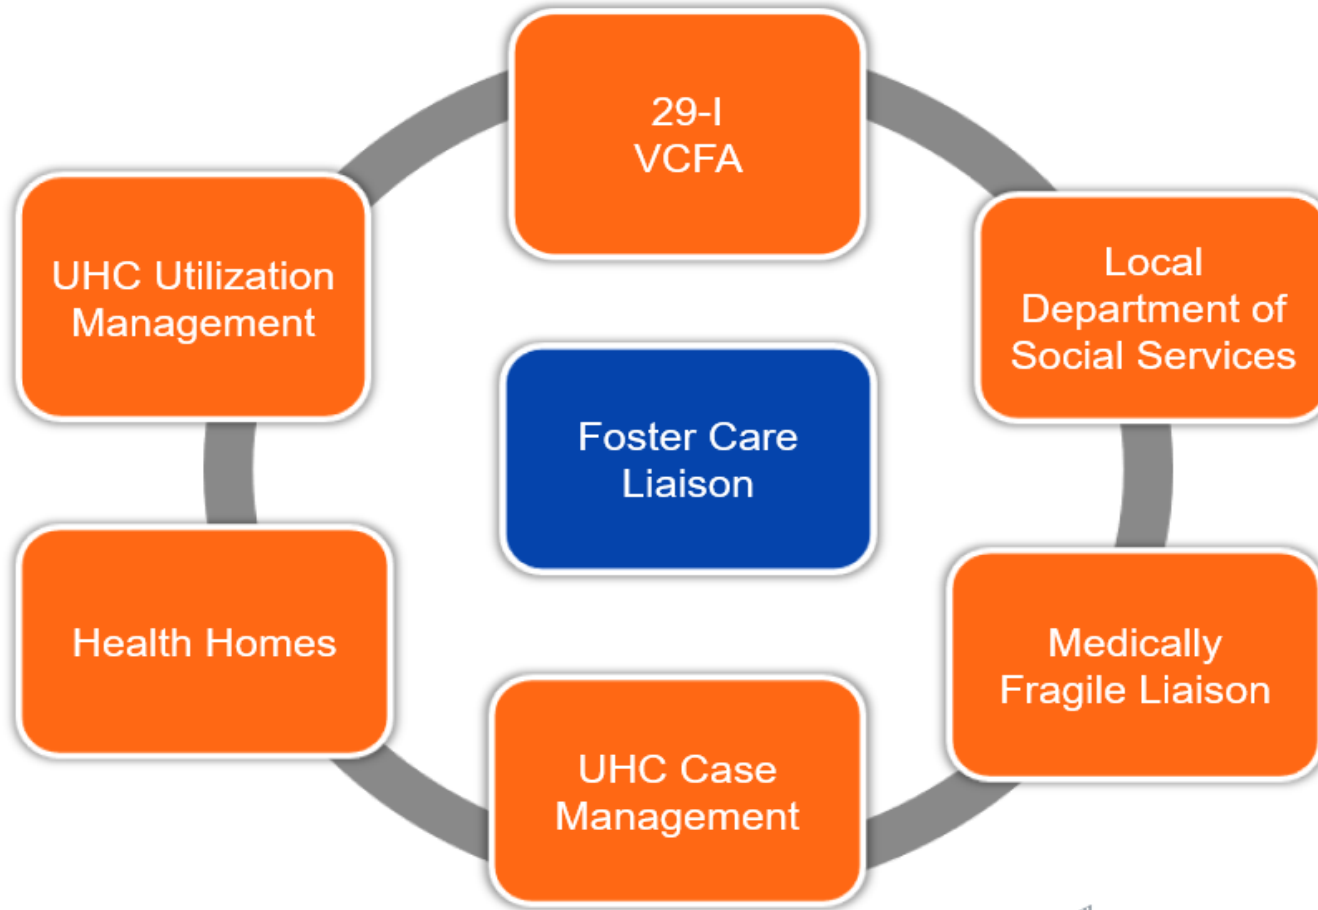 29-I
VCFA
Local
Department of
Social Services
Medically
Fragile Liaison
UHC Case
Management
Health Homes
UHC Utilization
Management
Foster Care
Liaison